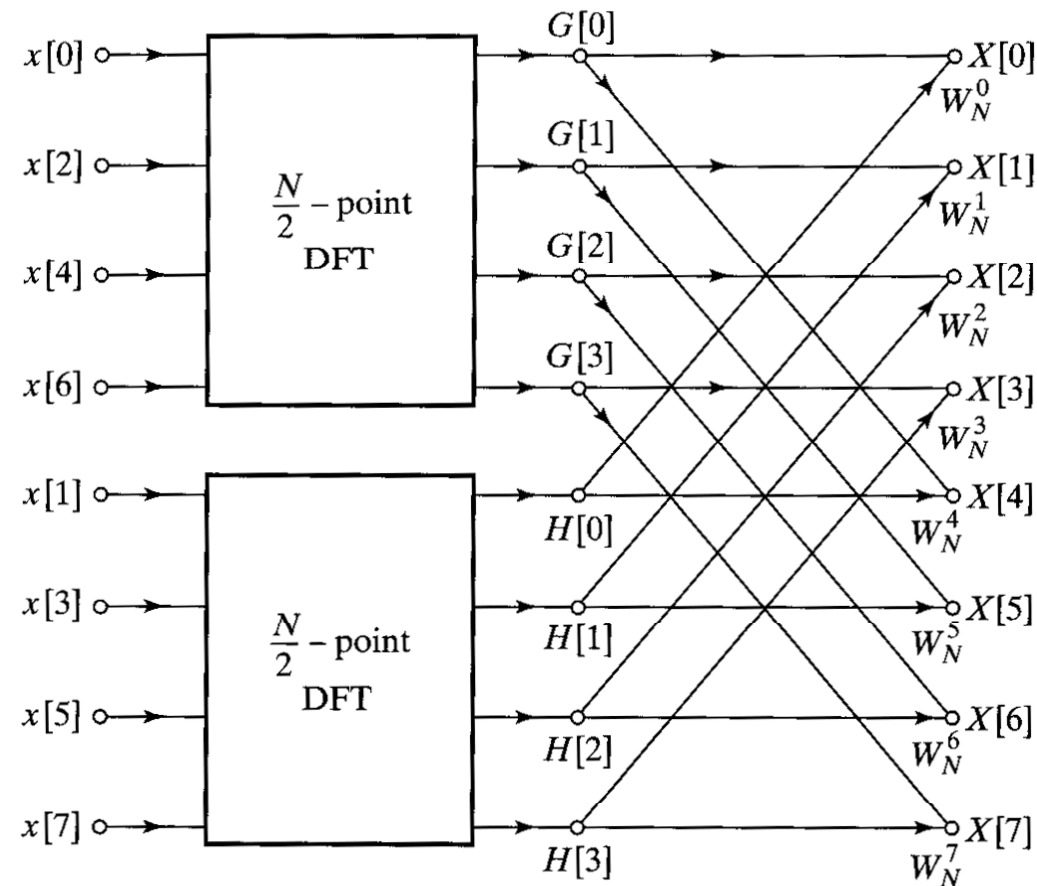 x[0]
G[0]
X[0]
W_N^0
x[2]
G[1]
X[1]
W_N^1
N/2 – point
DFT
x[4]
G[2]
X[2]
W_N^2
x[6]
G[3]
X[3]
W_N^3
x[1]
H[0]
X[4]
W_N^4
x[3]
H[1]
X[5]
W_N^5
N/2 – point
DFT
x[5]
H[2]
X[6]
W_N^6
x[7]
H[3]
X[7]
W_N^7